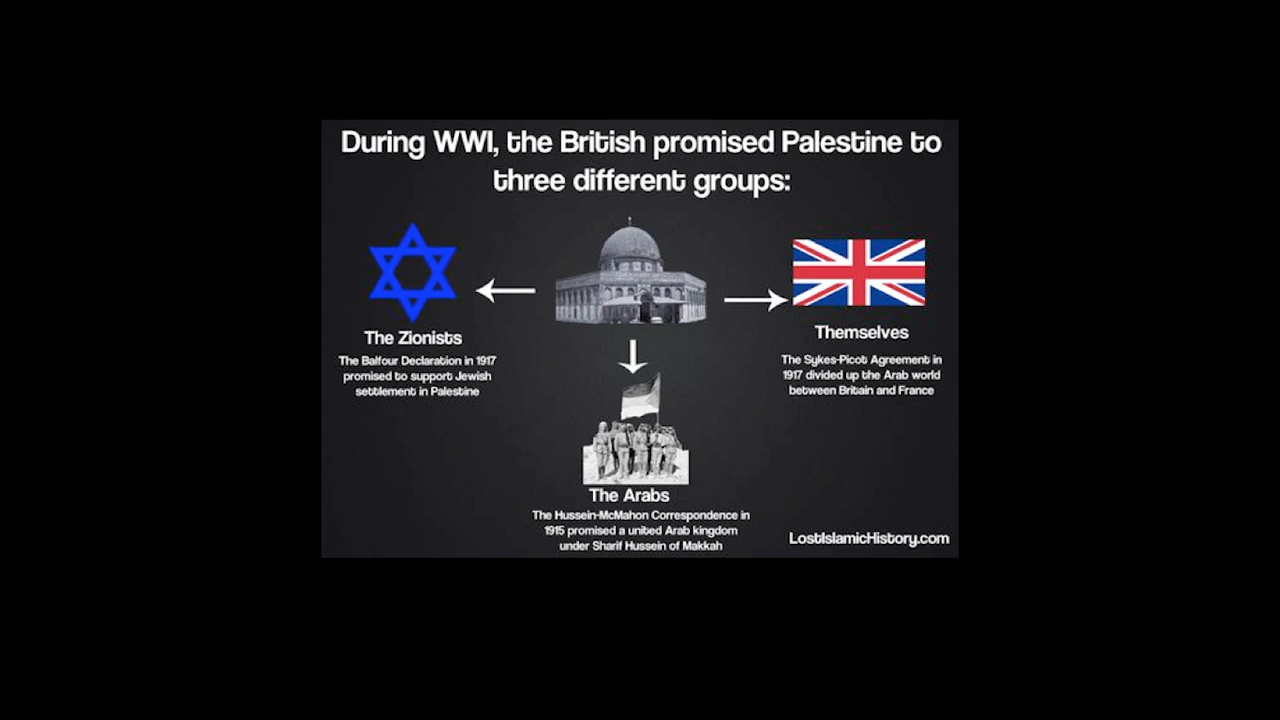 During WWI, the British promised Palestine to
three different groups:
The Zionists
The Balfour Declaration in 1917
promised to support Jewish
settlement in Palestine
Themselves
The Sykes-Picot Agreement in
1917 divided up the Arab world
between Britain and France
The Arabs
The Hussein-McMahon Correspondence in
1915 promised a united Arab kingdom
under Sharif Hussein of Makkah
LostIslamicHistory.com